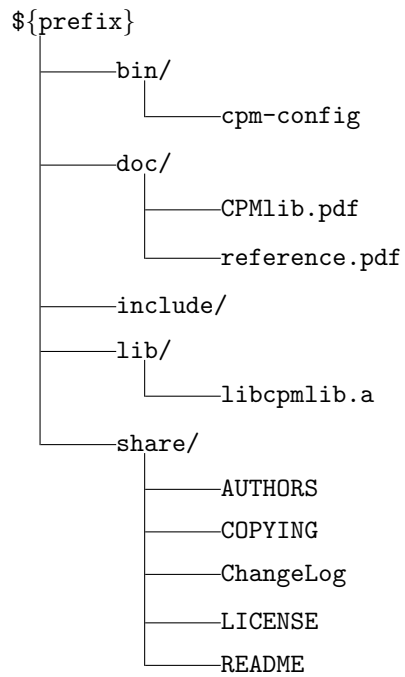 ${prefix}
bin/
cpm-config
doc/
CPMlib.pdf
reference.pdf
include/
lib/
libcpmlib.a
share/
AUTHORS
COPYING
ChangeLog
LICENSE
README